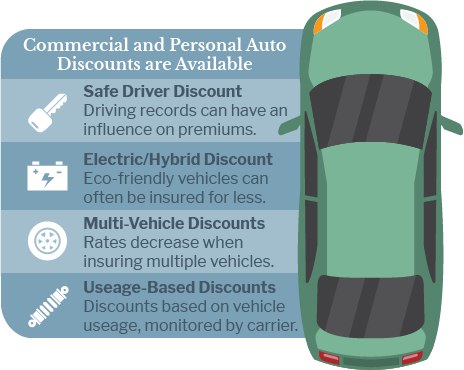 Commercial and Personal Auto
Discounts are Available
Safe Driver Discount
Driving records can have an
influence on premiums.
Electric/Hybrid Discount
Eco-friendly vehicles can
often be insured for less.
Multi-Vehicle Discounts
Rates decrease when
insuring multiple vehicles.
Useage-Based Discounts
Discounts based on vehicle
useage, monitored by carrier.